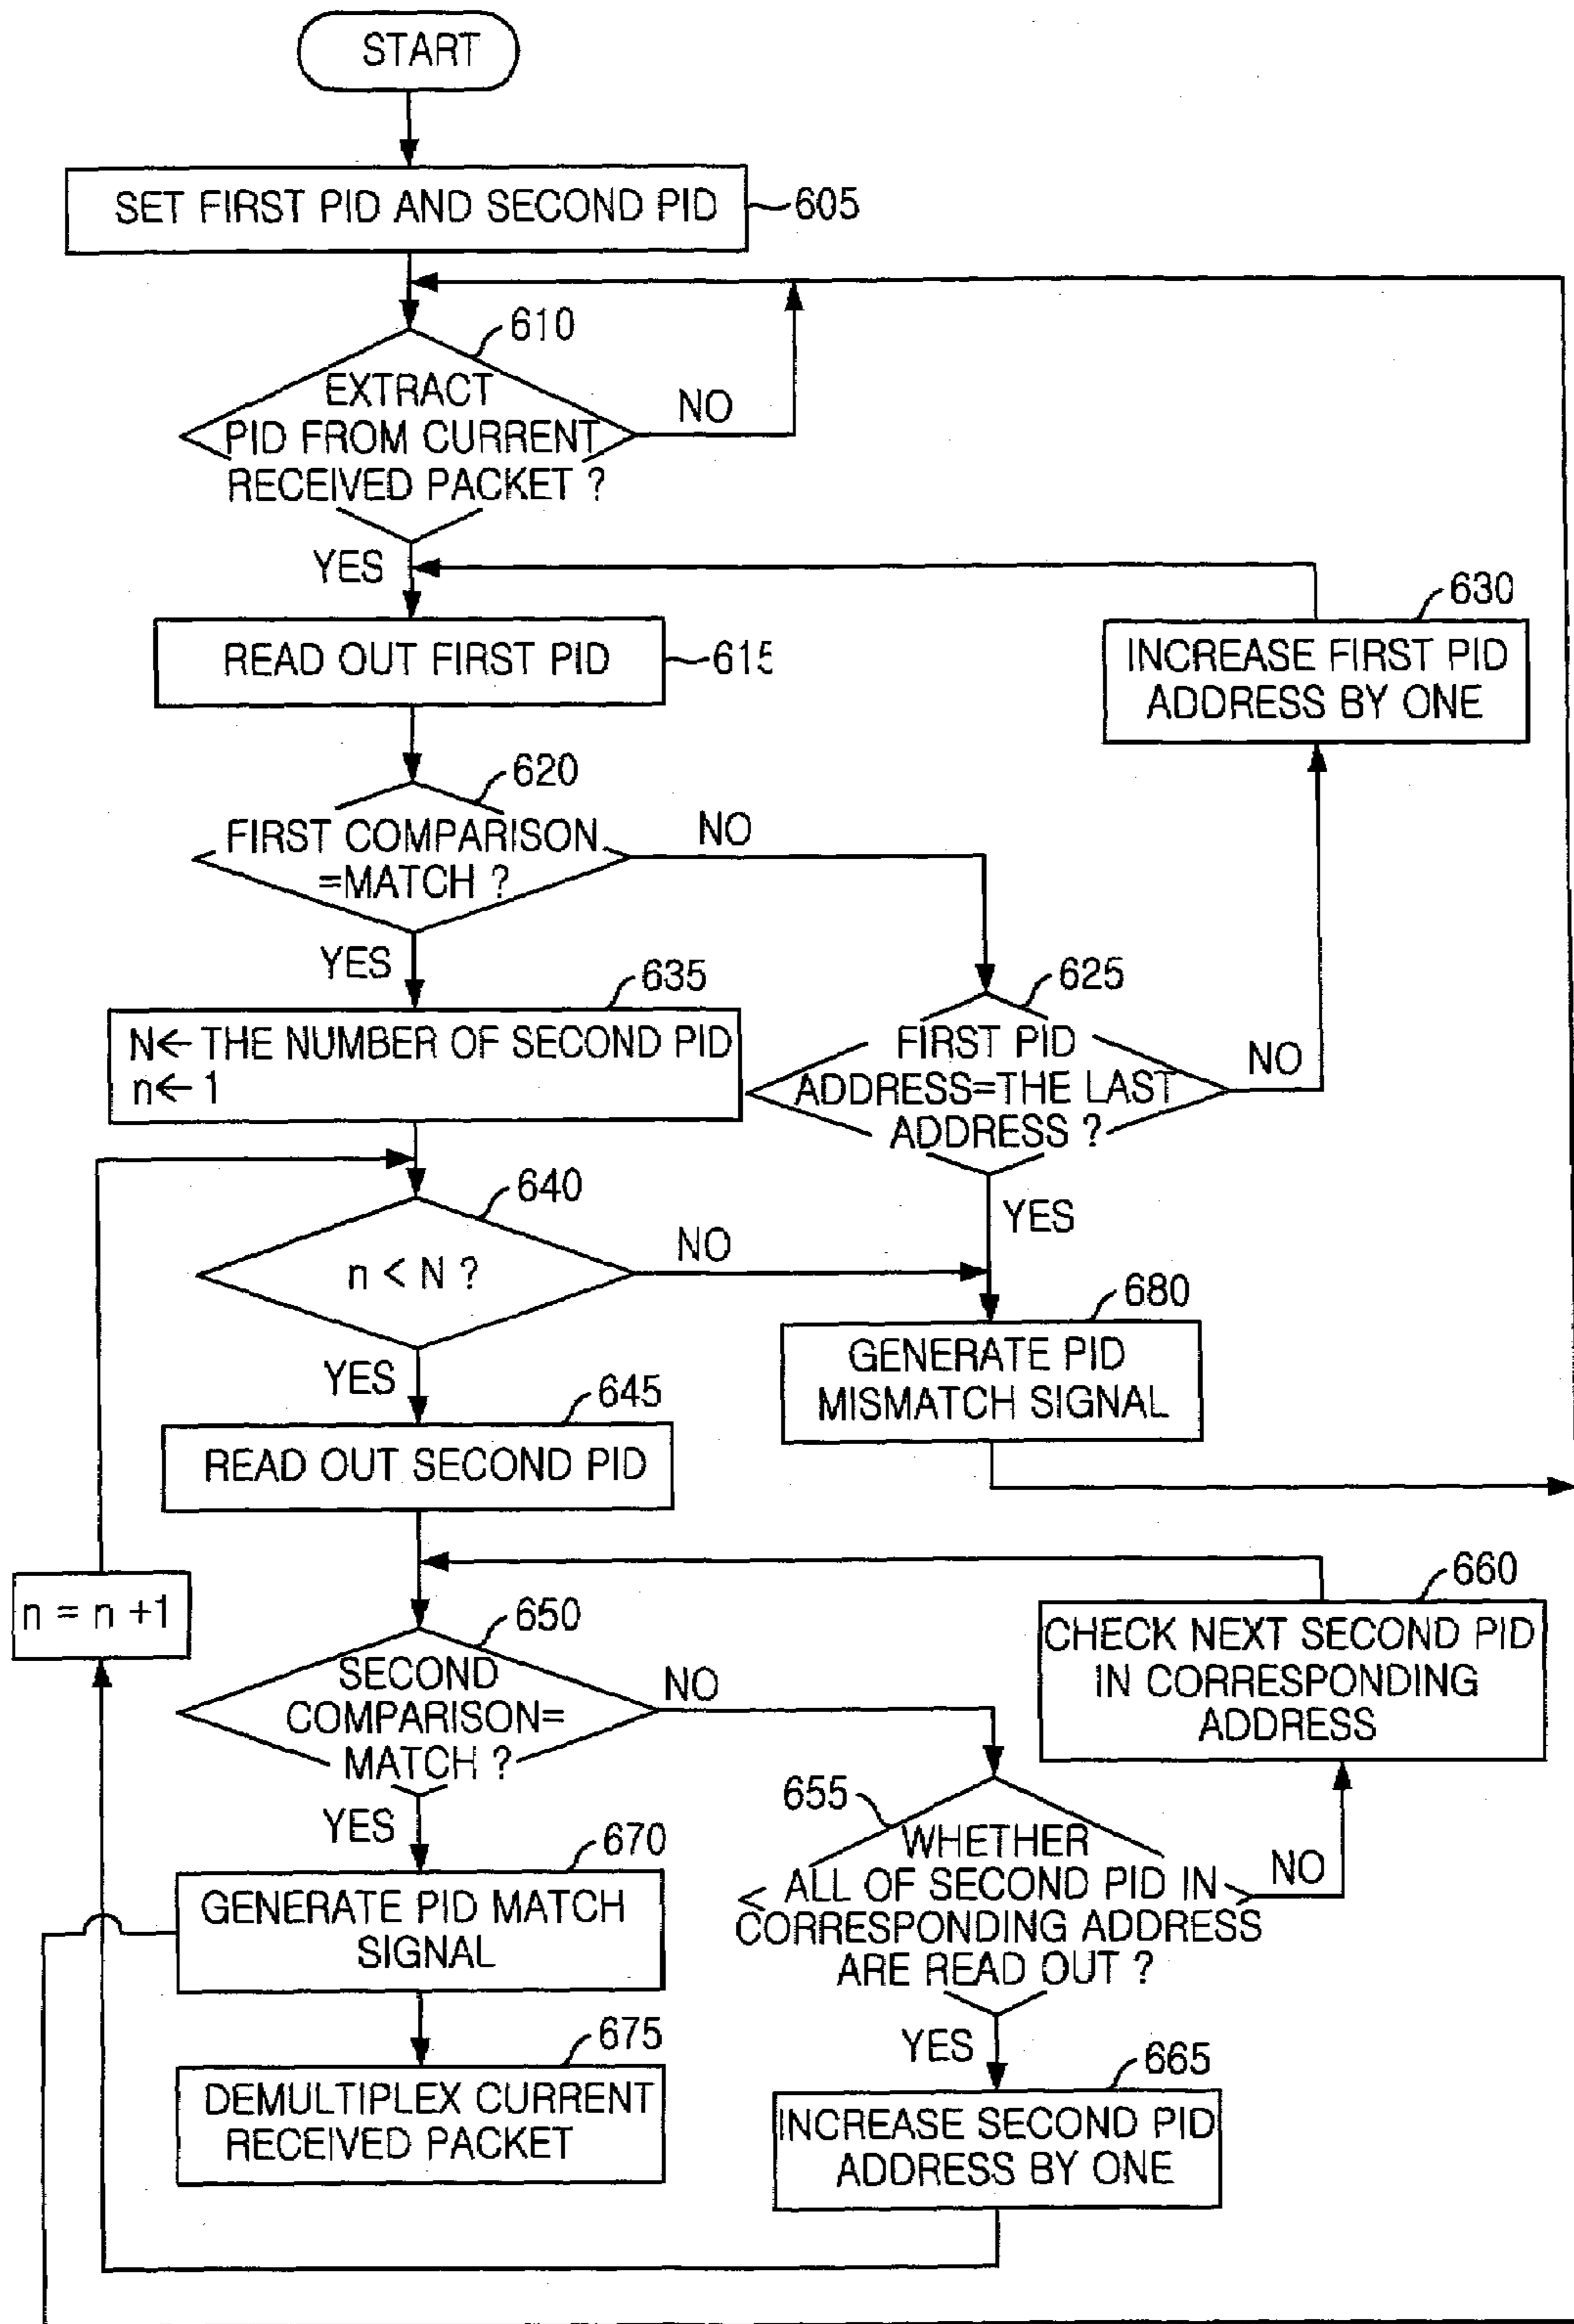 START
SET FIRST PID AND SECOND PID
605
610
EXTRACT
PID FROM CURRENT
RECEIVED PACKET ?
NO
YES
630
READ OUT FIRST PID
615
INCREASE FIRST PID
ADDRESS BY ONE
620
FIRST COMPARISON
=MATCH ?
NO
YES
635
625
N← THE NUMBER OF SECOND PID
n← 1
FIRST PID
ADDRESS=THE LAST
ADDRESS ?
NO
YES
640
n < N ?
NO
YES
680
GENERATE PID
MISMATCH SIGNAL
645
READ OUT SECOND PID
n = n +1
650
660
SECOND
COMPARISON=
MATCH ?
NO
CHECK NEXT SECOND PID
IN CORRESPONDING
ADDRESS
YES
655
WHETHER
ALL OF SECOND PID IN
CORRESPONDING ADDRESS
ARE READ OUT ?
NO
YES
670
GENERATE PID MATCH
SIGNAL
675
DEMULTIPLEX CURRENT
RECEIVED PACKET
665
INCREASE SECOND PID
ADDRESS BY ONE